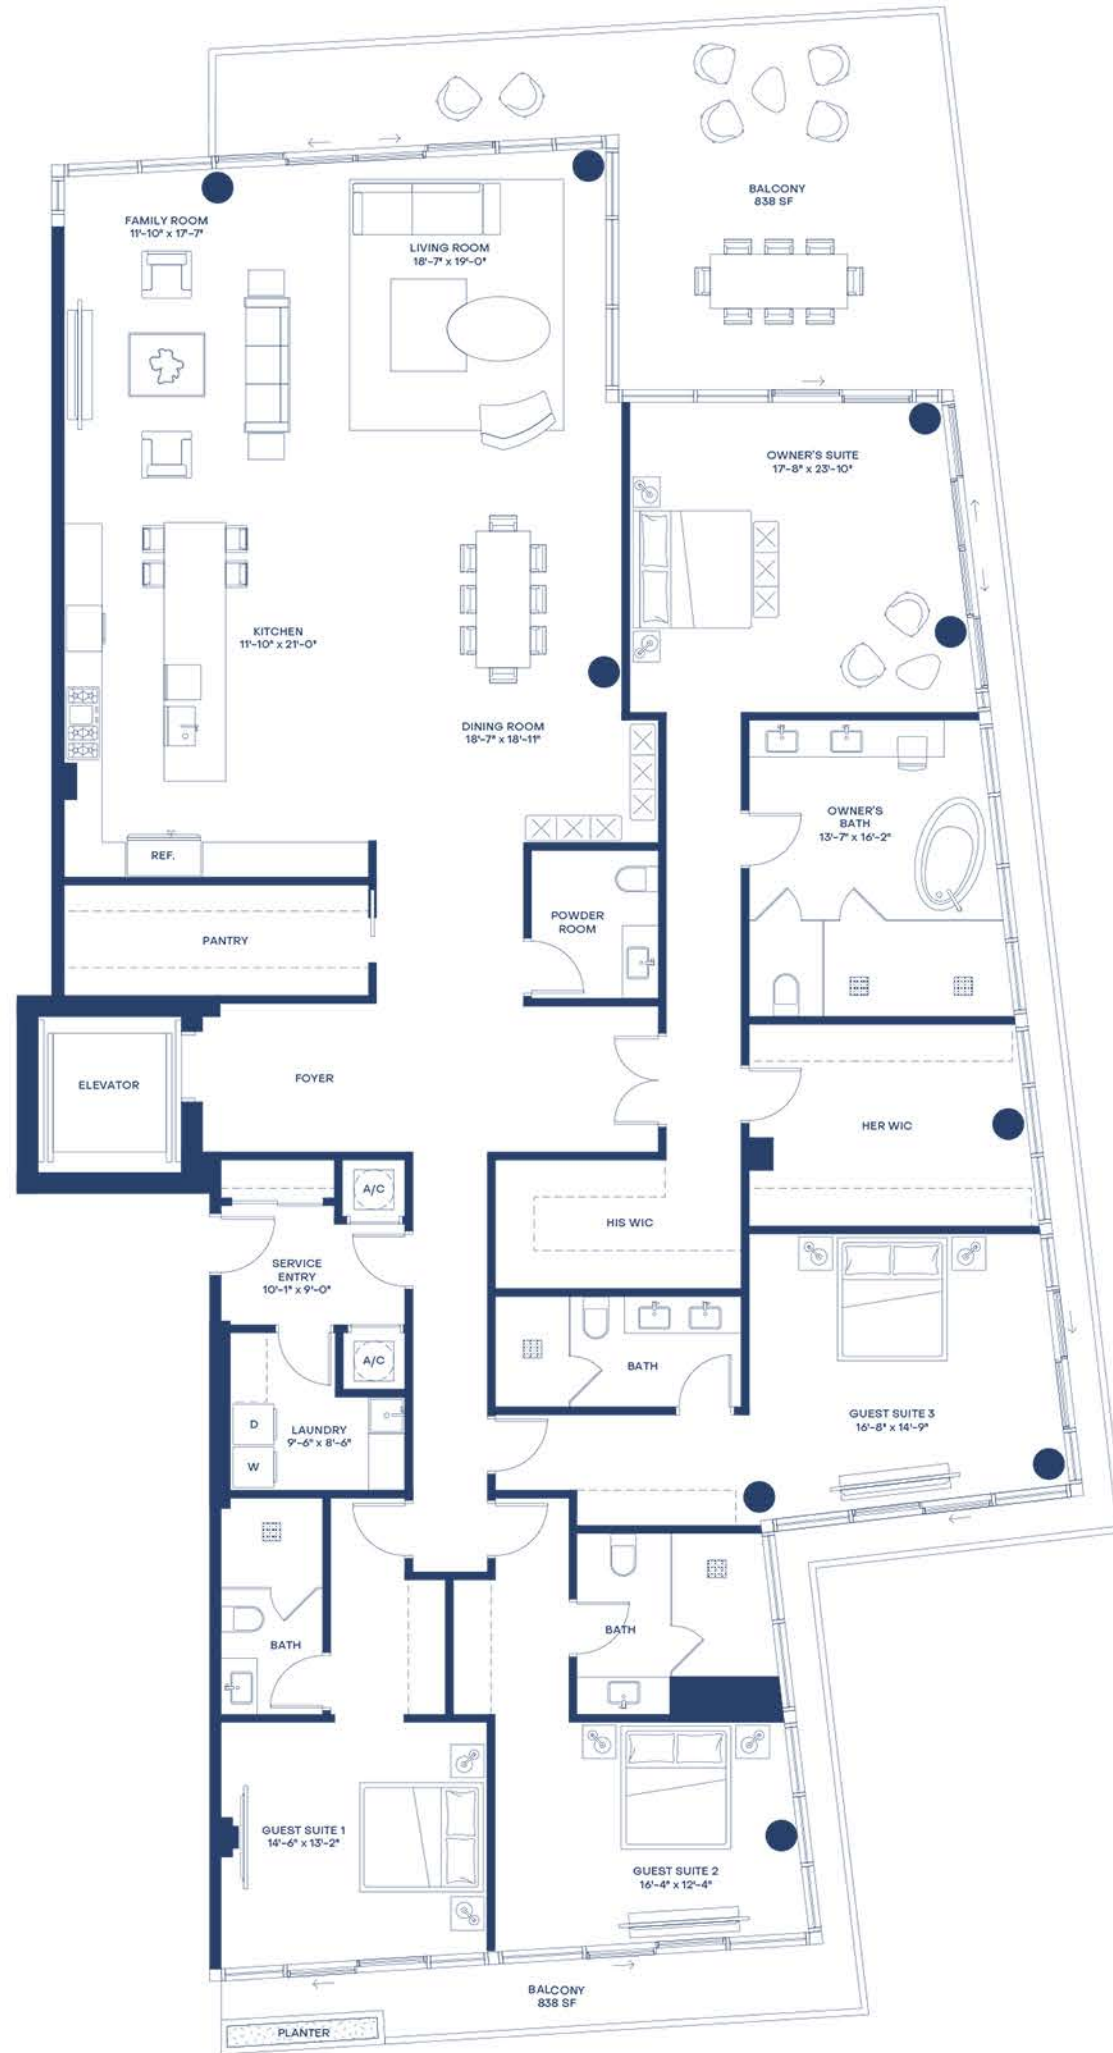 BALCONY
838 SF
FAMILY ROOM
11'-10" x 17'-7"
LIVING ROOM
18'-7" x 19'-0"
OWNER'S SUITE
17'-8" x 23'-10"
KITCHEN
11'-10" x 21'-0"
DINING ROOM
18'-7" x 18'-11"
OWNER'S
BATH
13'-7" x 16'-2"
REF.
POWDER
ROOM
PANTRY
ELEVATOR
FOYER
HER WIC
A/C
HIS WIC
SERVICE
ENTRY
10'-1" x 9'-0"
A/C
BATH
GUEST SUITE 3
16'-8" x 14'-9"
D
LAUNDRY
9'-6" x 8'-6"
W
BATH
BATH
GUEST SUITE 1
14'-6" x 13'-2"
GUEST SUITE 2
16'-4" x 12'-4"
BALCONY
838 SF
PLANTER